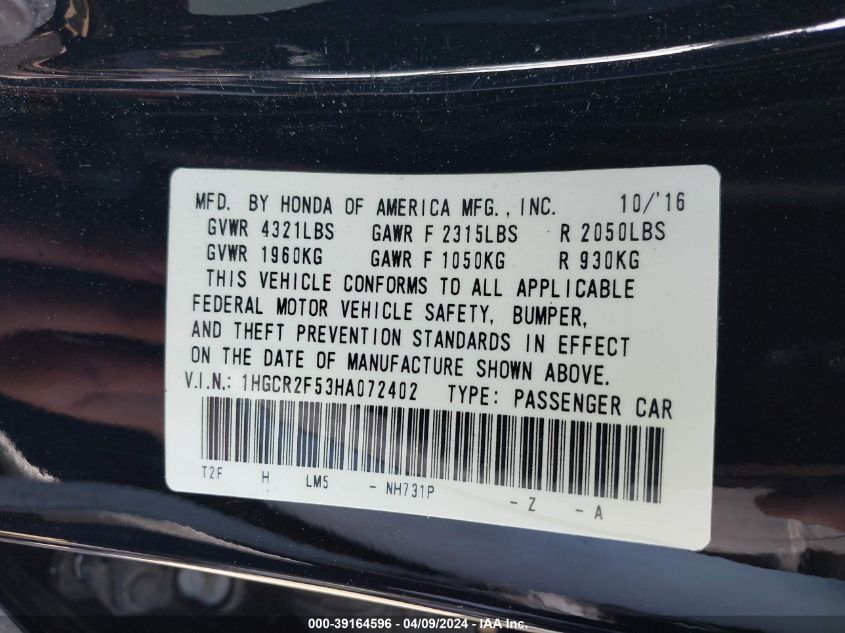 MFD. BY HONDA OF AMERICA MFG., INC. 10/'16
GVWR 4321LBS GAWR F 2315LBS R 2050LBS
GVWR 1960KG GAWR F 1050KG R 930KG
THIS VEHICLE CONFORMS TO ALL APPLICABLE
FEDERAL MOTOR VEHICLE SAFETY, BUMPER,
AND THEFT PREVENTION STANDARDS IN EFFECT
ON THE DATE OF MANUFACTURE SHOWN ABOVE.
V.I.N.: 1HGCR2F53HA072402 TYPE: PASSENGER CAR
T2F H LM5 - NH731P - Z - A
000-39164596 - 04/09/2024 - IAA, Inc.